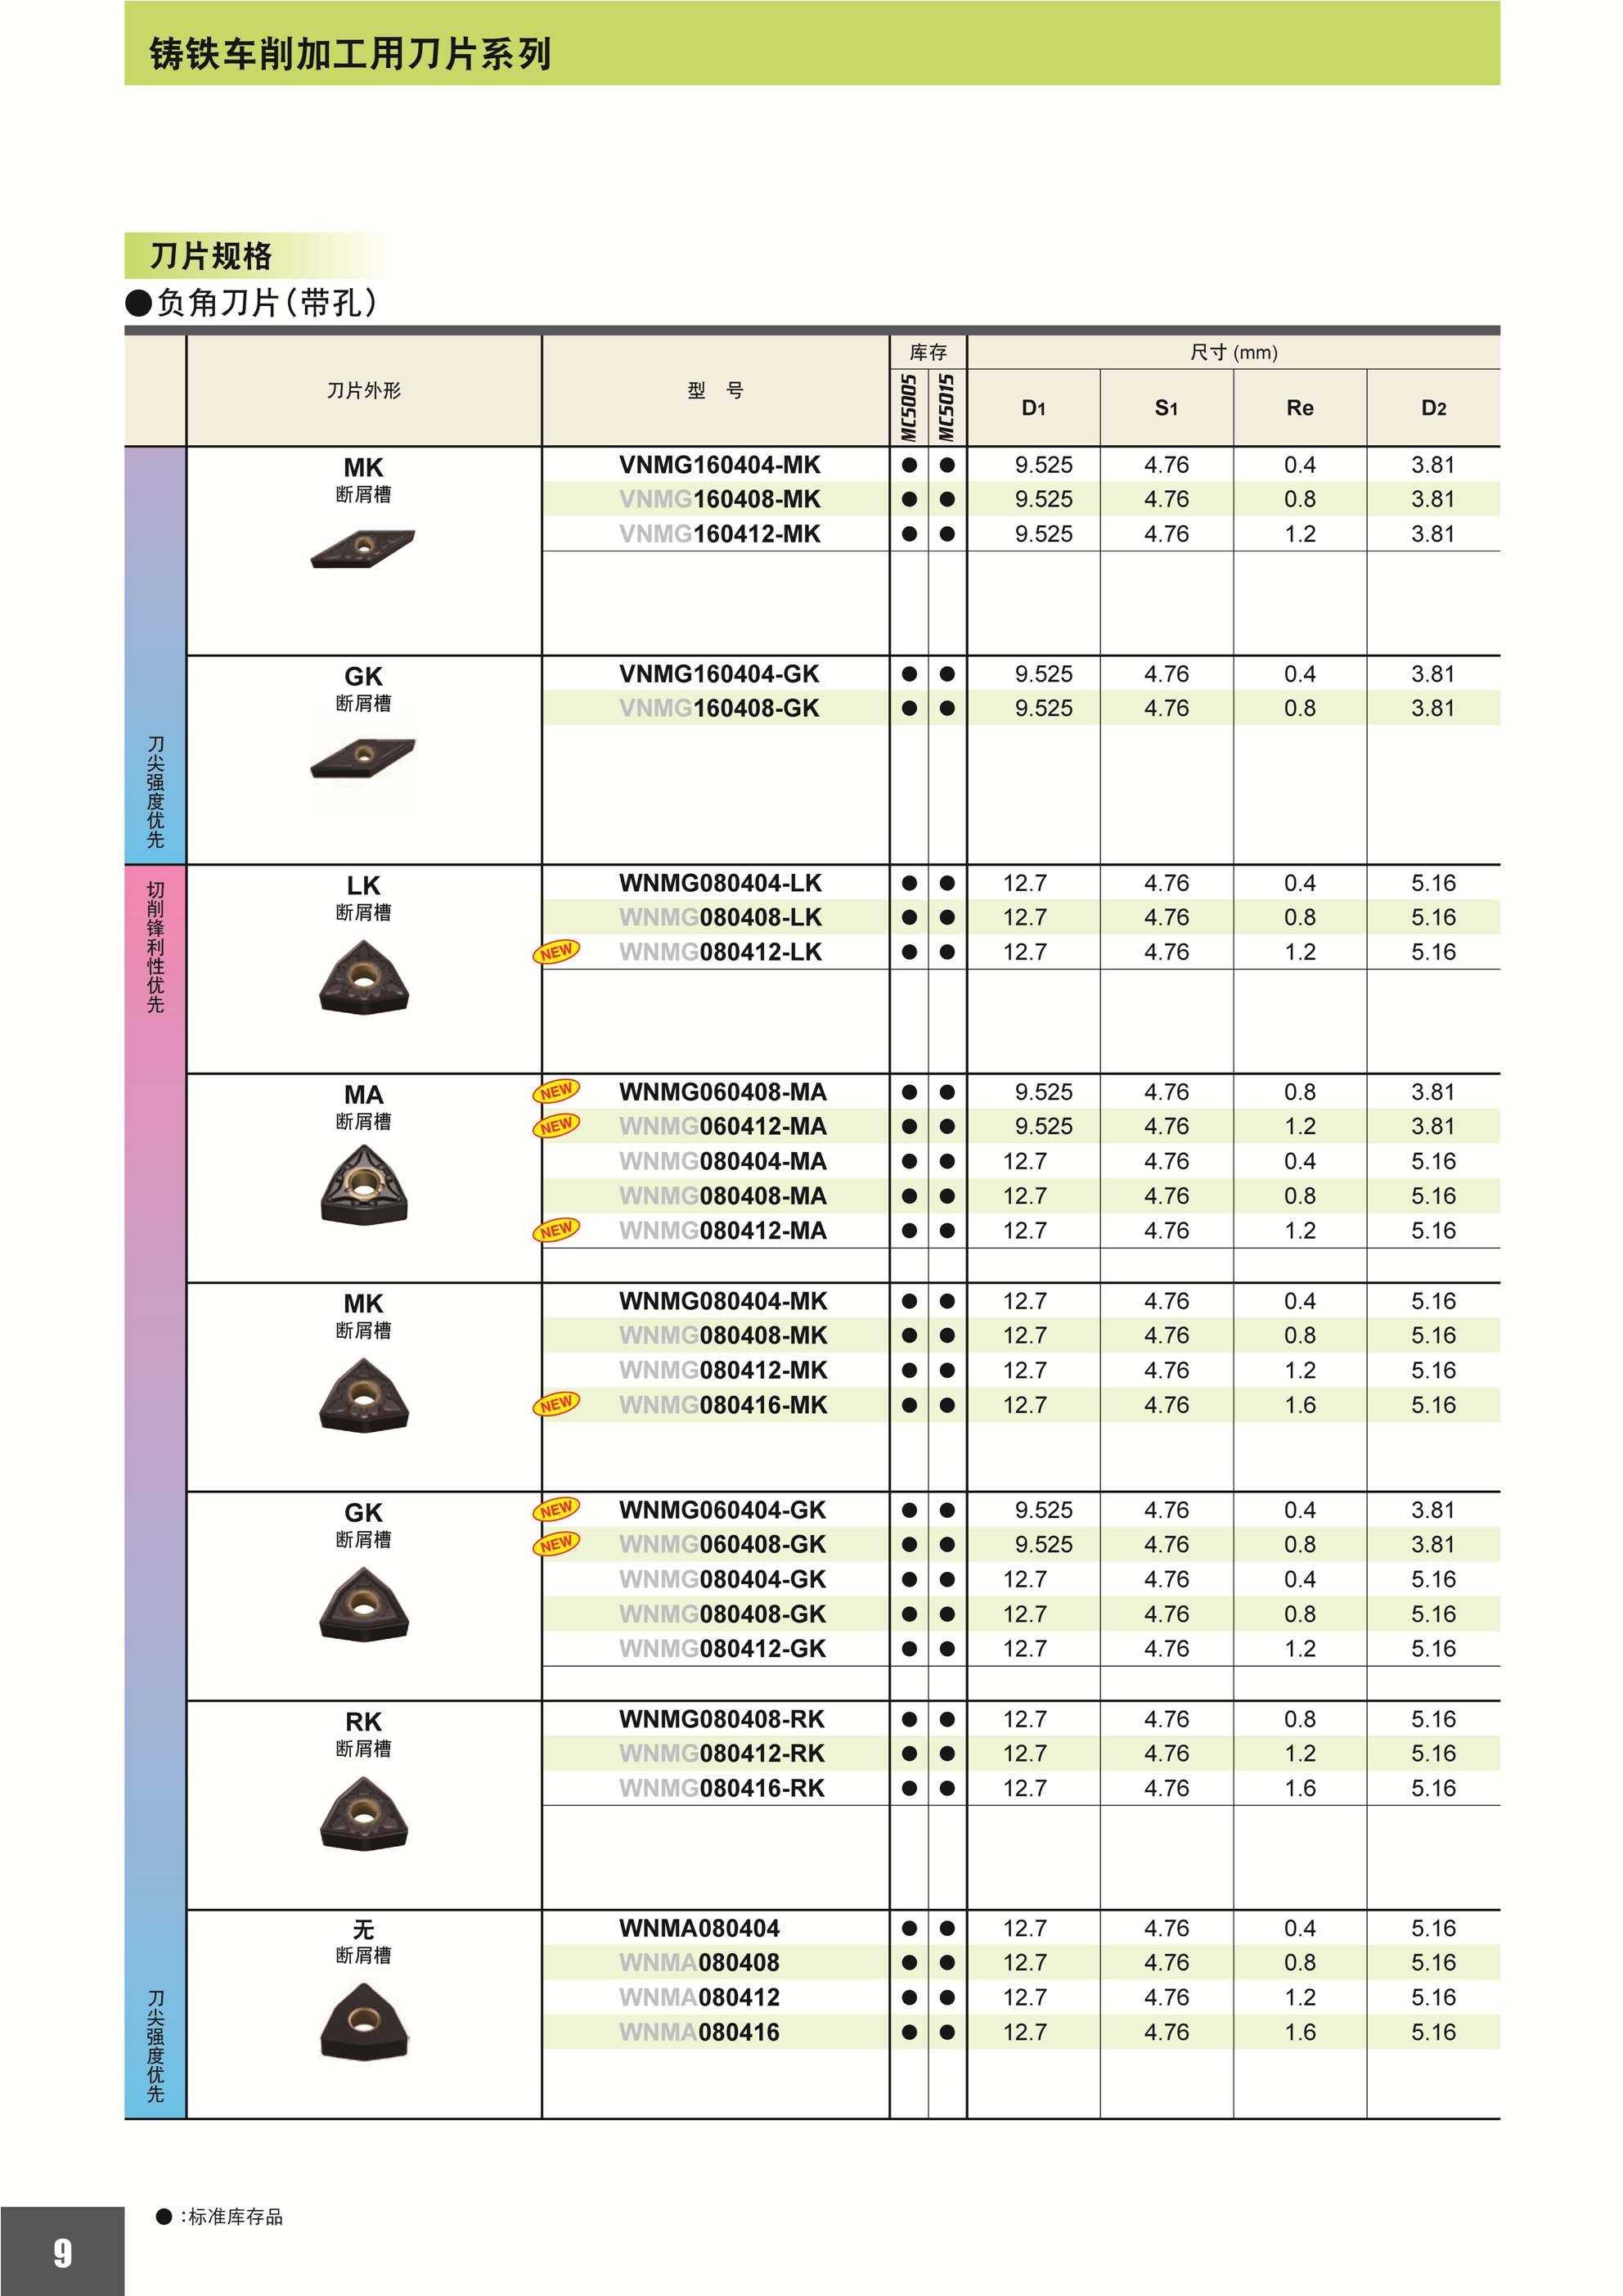 铸铁车削加工用刀片系列
刀片规格
●负角刀片(带孔)
刀片外形 型 号 库存 尺寸 (mm)
MC5005 MC5015 D1 S1 Re D2
刀尖强度优先
MK
断屑槽
VNMG160404-MK ● ● 9.525 4.76 0.4 3.81
VNMG160408-MK ● ● 9.525 4.76 0.8 3.81
VNMG160412-MK ● ● 9.525 4.76 1.2 3.81
GK
断屑槽
VNMG160404-GK ● ● 9.525 4.76 0.4 3.81
VNMG160408-GK ● ● 9.525 4.76 0.8 3.81
切削锋利性优先
LK
断屑槽
WNMG080404-LK ● ● 12.7 4.76 0.4 5.16
WNMG080408-LK ● ● 12.7 4.76 0.8 5.16
NEW WNMG080412-LK ● ● 12.7 4.76 1.2 5.16
MA
断屑槽
NEW WNMG060408-MA ● ● 9.525 4.76 0.8 3.81
NEW WNMG060412-MA ● ● 9.525 4.76 1.2 3.81
WNMG080404-MA ● ● 12.7 4.76 0.4 5.16
WNMG080408-MA ● ● 12.7 4.76 0.8 5.16
NEW WNMG080412-MA ● ● 12.7 4.76 1.2 5.16
MK
断屑槽
WNMG080404-MK ● ● 12.7 4.76 0.4 5.16
WNMG080408-MK ● ● 12.7 4.76 0.8 5.16
WNMG080412-MK ● ● 12.7 4.76 1.2 5.16
NEW WNMG080416-MK ● ● 12.7 4.76 1.6 5.16
GK
断屑槽
NEW WNMG060404-GK ● ● 9.525 4.76 0.4 3.81
NEW WNMG060408-GK ● ● 9.525 4.76 0.8 3.81
WNMG080404-GK ● ● 12.7 4.76 0.4 5.16
WNMG080408-GK ● ● 12.7 4.76 0.8 5.16
WNMG080412-GK ● ● 12.7 4.76 1.2 5.16
RK
断屑槽
WNMG080408-RK ● ● 12.7 4.76 0.8 5.16
WNMG080412-RK ● ● 12.7 4.76 1.2 5.16
WNMG080416-RK ● ● 12.7 4.76 1.6 5.16
无
断屑槽
WNMA080404 ● ● 12.7 4.76 0.4 5.16
WNMA080408 ● ● 12.7 4.76 0.8 5.16
WNMA080412 ● ● 12.7 4.76 1.2 5.16
WNMA080416 ● ● 12.7 4.76 1.6 5.16
刀尖强度优先
● :标准库存品
9